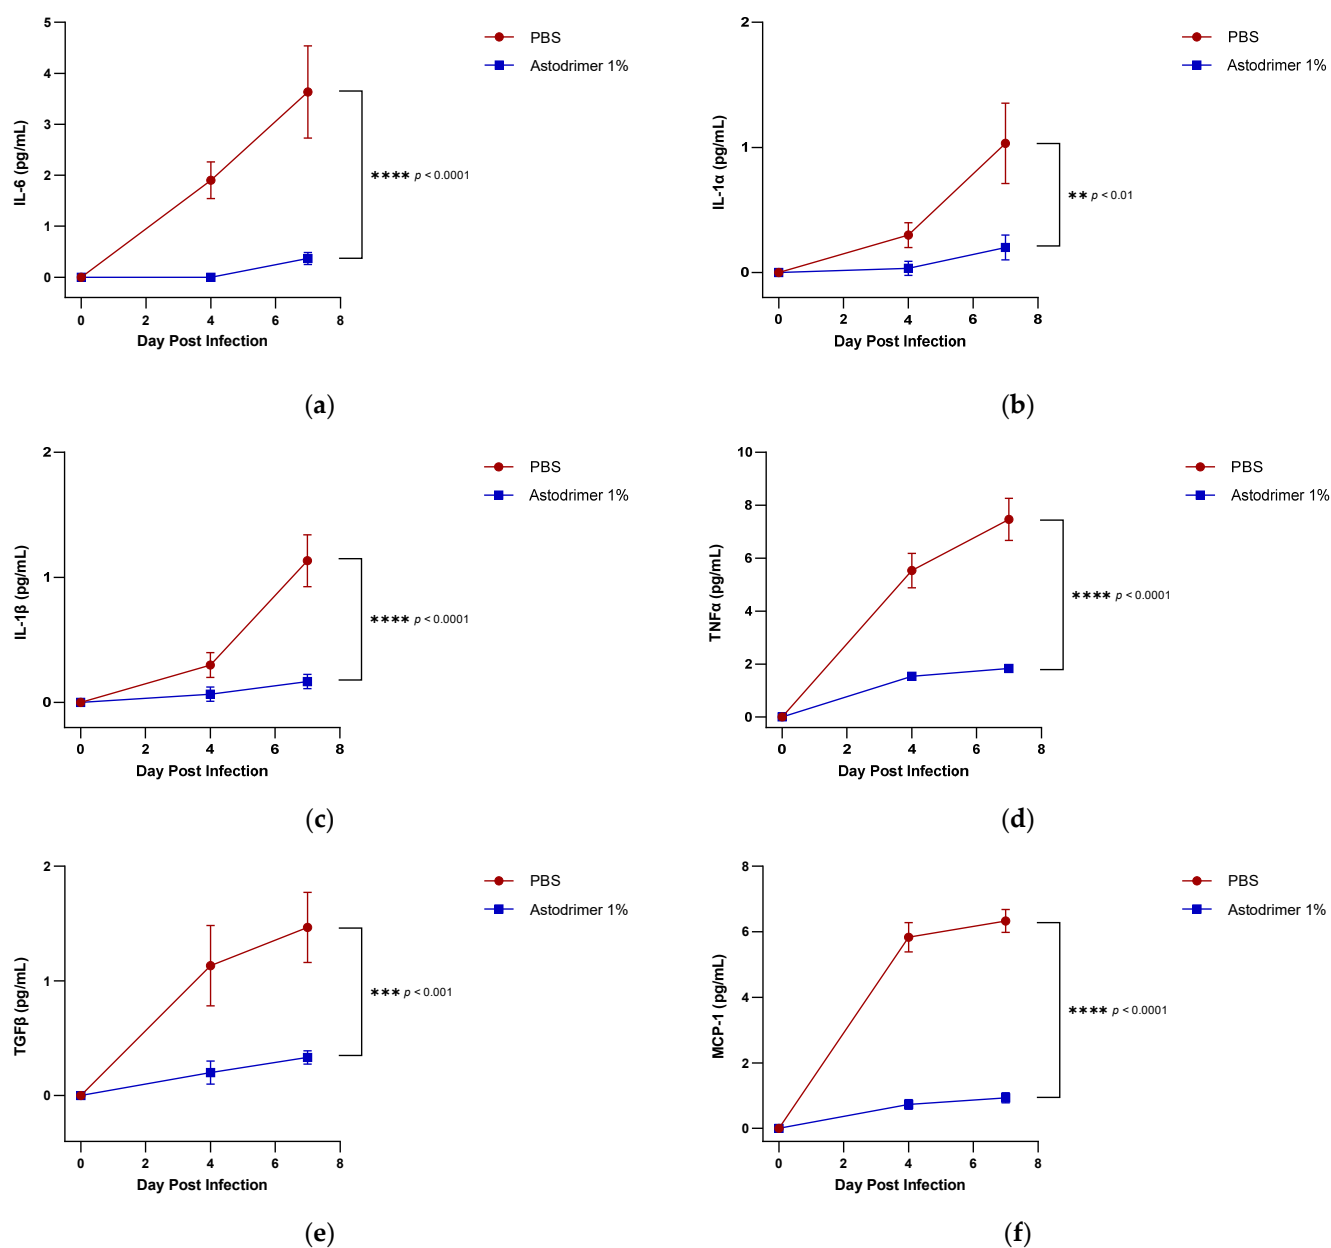 5
4
3
2
1
0
IL-6 (pg/mL)
0 2 4 6 8
Day Post Infection
PBS
Astodrimer 1%
**** p < 0.0001
(a)
2
1
0
IL-1α (pg/mL)
0 2 4 6 8
Day Post Infection
PBS
Astodrimer 1%
** p < 0.01
(b)
2
1
0
IL-1β (pg/mL)
0 2 4 6 8
Day Post Infection
PBS
Astodrimer 1%
**** p < 0.0001
(c)
10
8
6
4
2
0
TNFα (pg/mL)
0 2 4 6 8
Day Post Infection
PBS
Astodrimer 1%
**** p < 0.0001
(d)
2
1
0
TGFβ (pg/mL)
0 2 4 6 8
Day Post Infection
PBS
Astodrimer 1%
*** p < 0.001
(e)
8
6
4
2
0
MCP-1 (pg/mL)
0 2 4 6 8
Day Post Infection
PBS
Astodrimer 1%
**** p < 0.0001
(f)